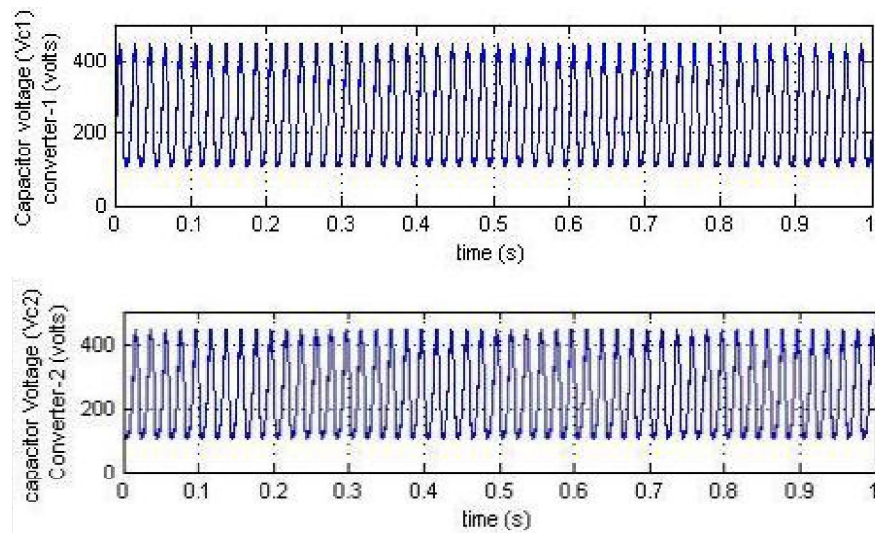 Capacitor voltage (Vc1)
converter-1 (volts)
400
200
0
0 0.1 0.2 0.3 0.4 0.5 0.6 0.7 0.8 0.9 1
time (s)
capacitor Voltage (Vc2)
Converter-2 (volts)
400
200
0
0 0.1 0.2 0.3 0.4 0.5 0.6 0.7 0.8 0.9 1
time (s)